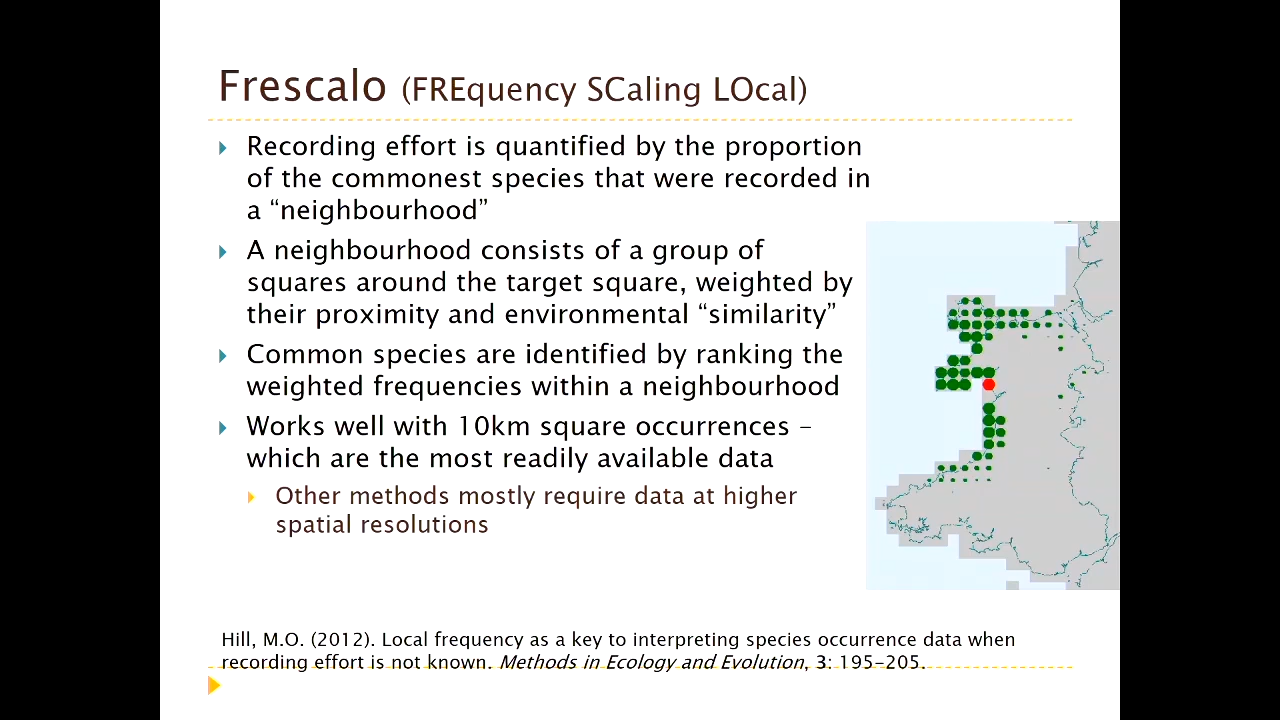 Frescalo (FREquency SCaling LOcal)
Recording effort is quantified by the proportion
of the commonest species that were recorded in
a “neighbourhood”
A neighbourhood consists of a group of
squares around the target square, weighted by
their proximity and environmental “similarity”
Common species are identified by ranking the
weighted frequencies within a neighbourhood
Works well with 10km square occurrences –
which are the most readily available data
Other methods mostly require data at higher
spatial resolutions
Hill, M.O. (2012). Local frequency as a key to interpreting species occurrence data when
recording effort is not known. Methods in Ecology and Evolution, 3: 195–205.